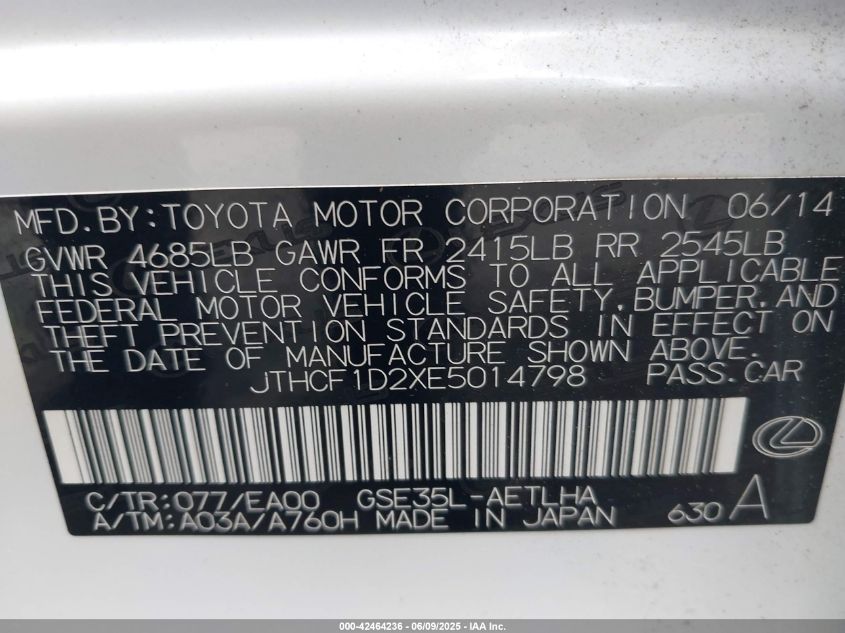 MFD.BY:TOYOTA MOTOR CORPORATION 06/14
GVWR 4685LB GAWR FR 2415LB RR 2545LB
THIS VEHICLE CONFORMS TO ALL APPLICABLE
FEDERAL MOTOR VEHICLE SAFETY,BUMPER,AND
THEFT PREVENTION STANDARDS IN EFFECT ON
THE DATE OF MANUFACTURE SHOWN ABOVE.
JTHCF1D2XE5014798 PASS.CAR
C/TR:077/EA00 GSE35L-AETLHA
A/TM:A03A/A760H MADE IN JAPAN 630 A
000-42464236 - 06/09/2025 - IAA Inc.